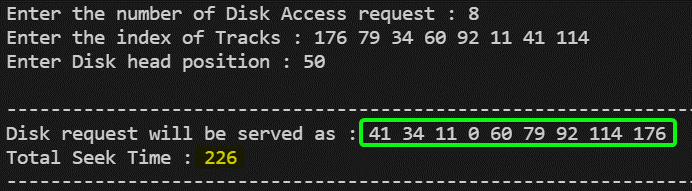 Enter the number of Disk Access request : 8
Enter the index of Tracks : 176 79 34 60 92 11 41 114
Enter Disk head position : 50
--------------------------------------------------------------------
Disk request will be served as : 41 34 11 0 60 79 92 114 176
Total Seek Time : 226
--------------------------------------------------------------------